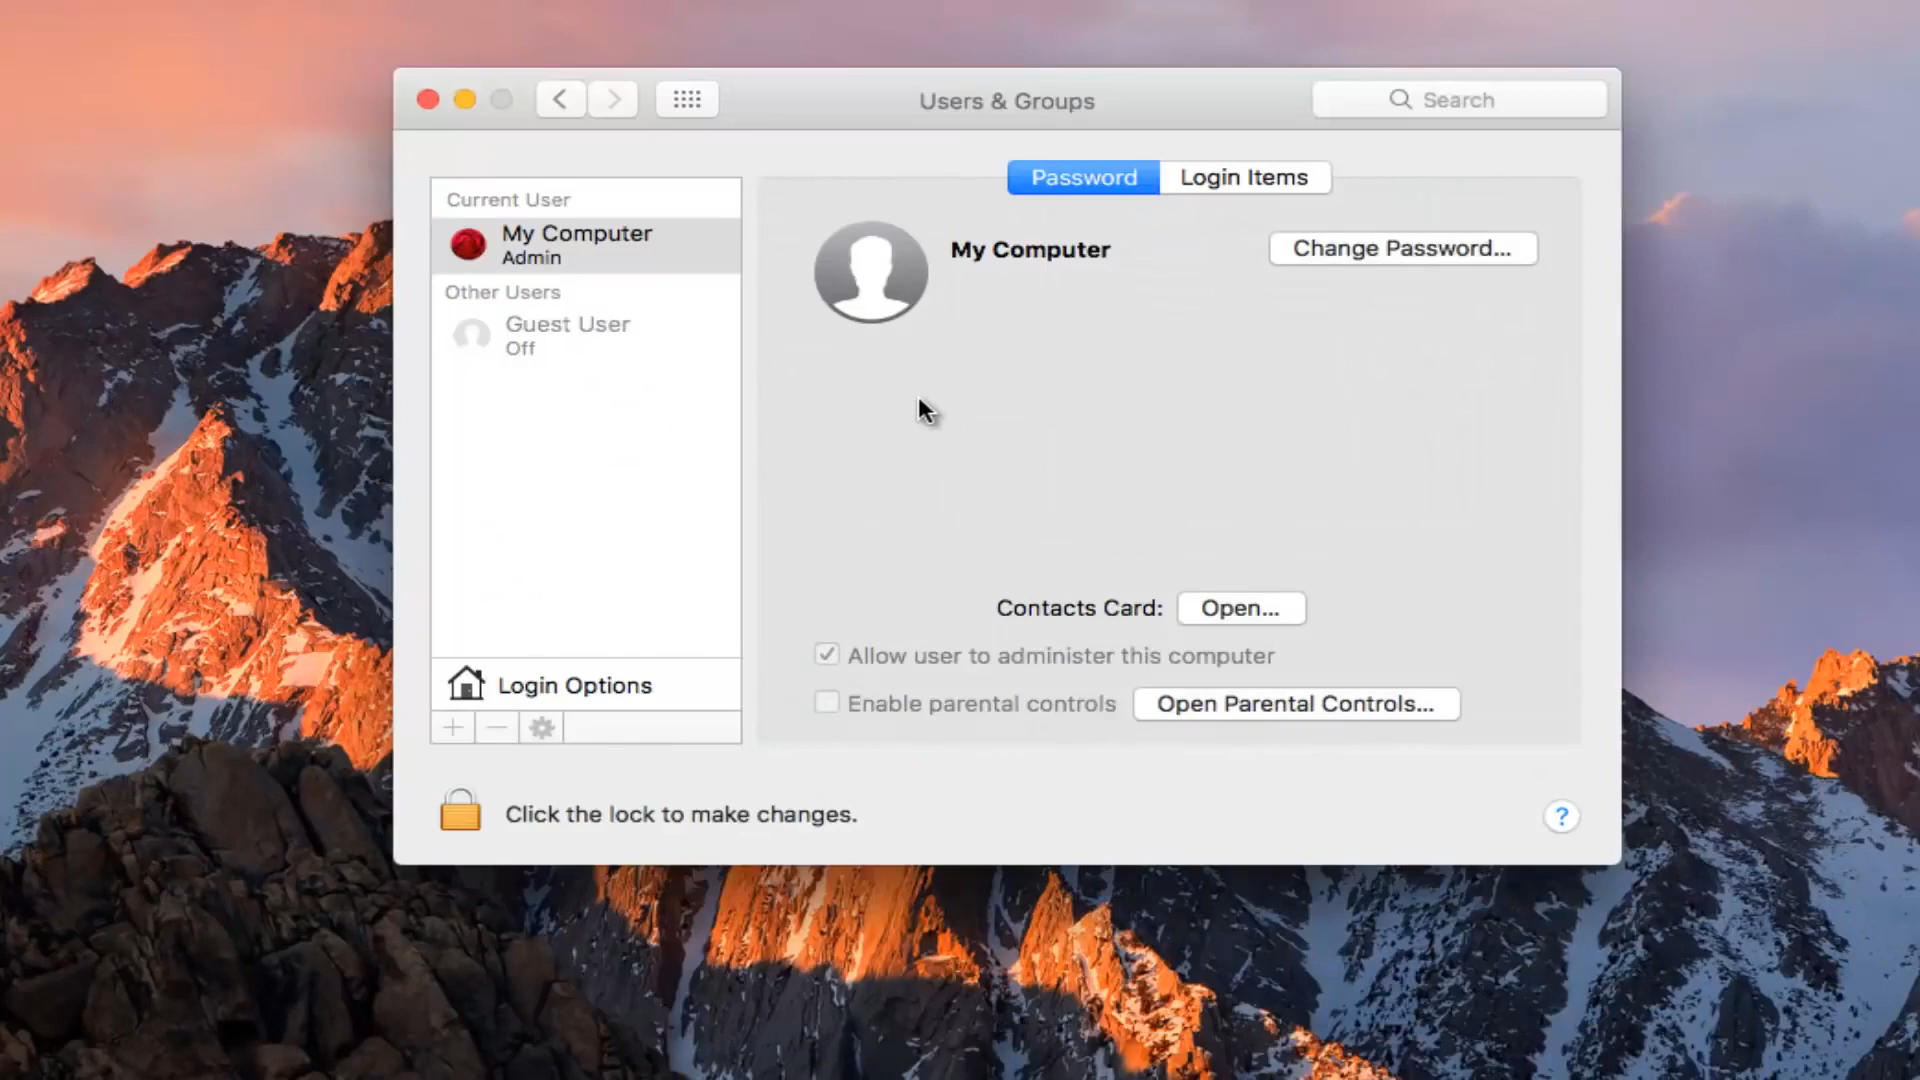 Users & Groups
Search
Password
Login Items
Current User
My Computer
Admin
Other Users
Guest User
Off
My Computer
Change Password...
Contacts Card:
Open...
Allow user to administer this computer
Enable parental controls
Open Parental Controls...
Login Options
Click the lock to make changes.
?